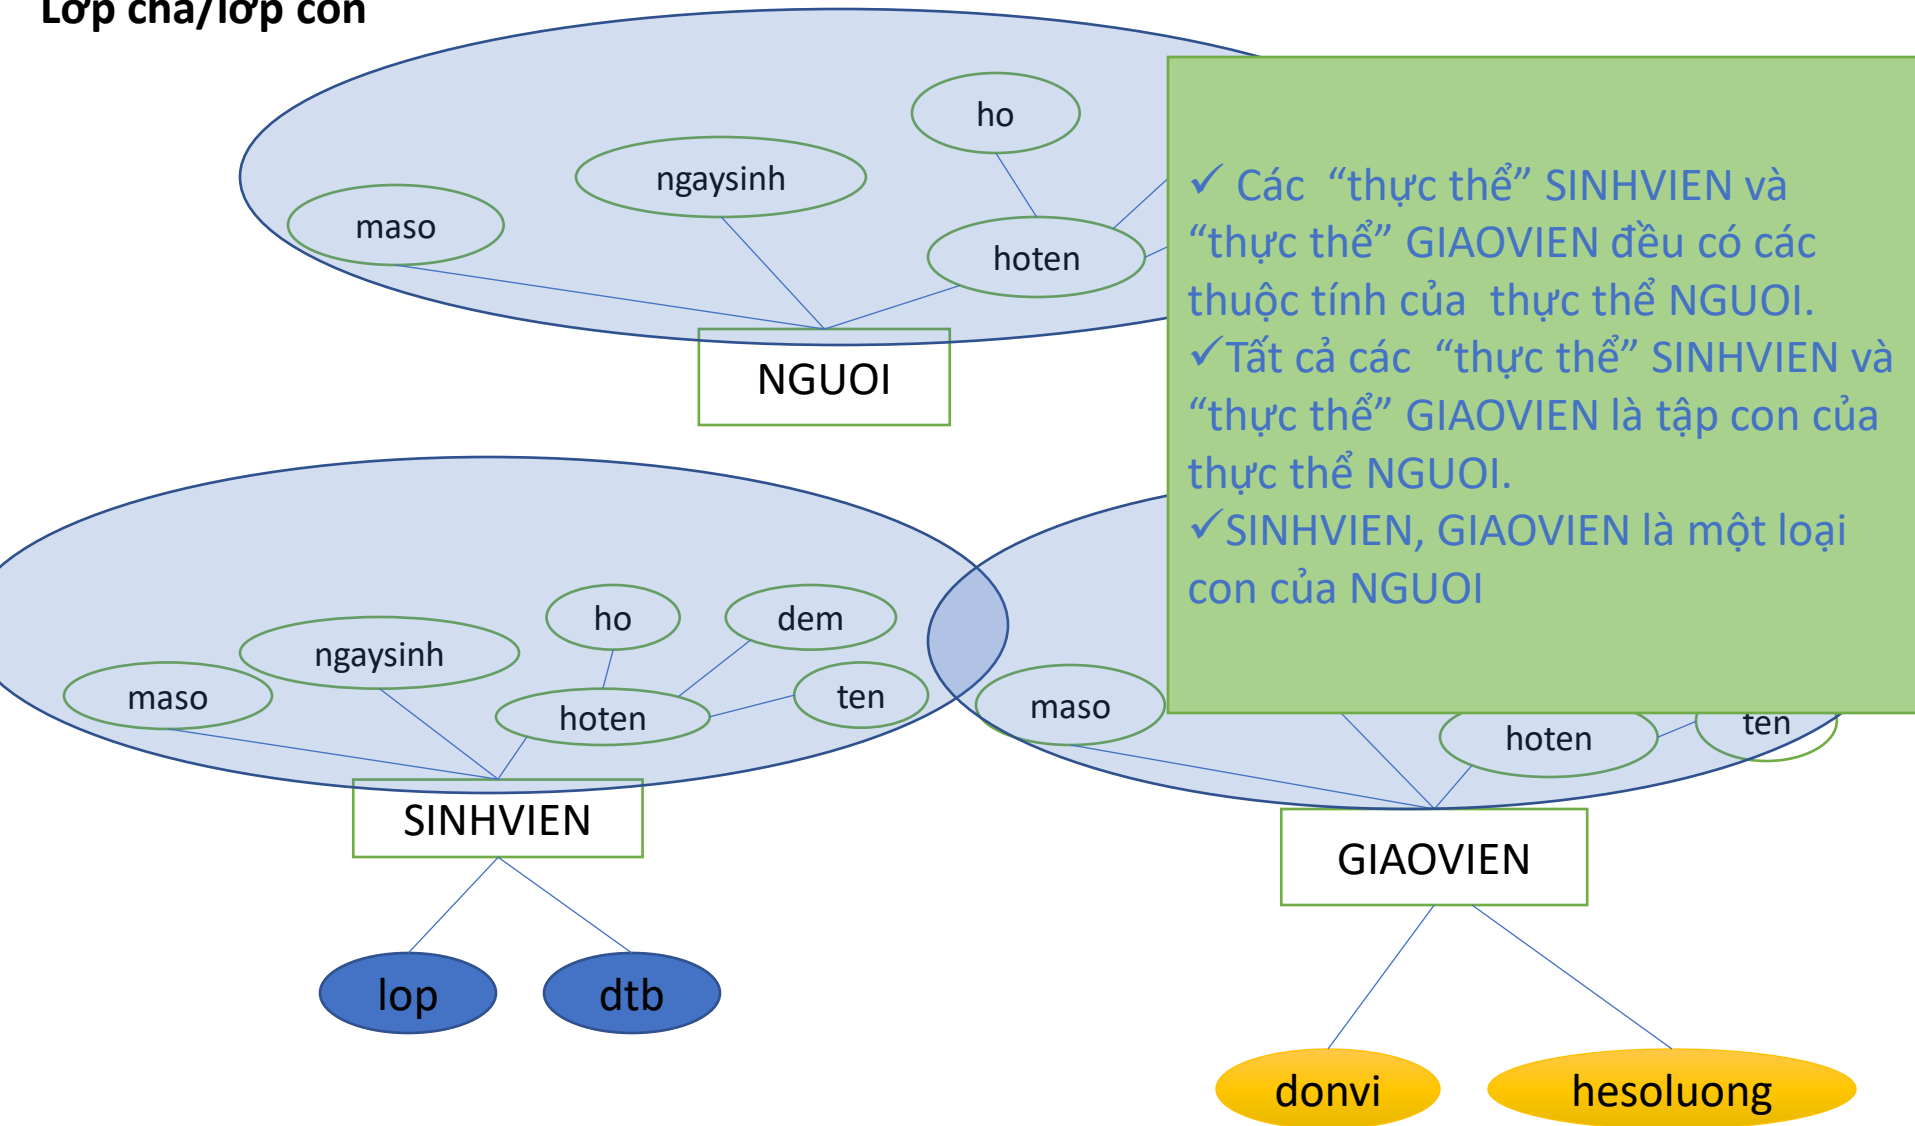 Lớp cha/lớp con
ho
ngaysinh
maso
hoten
NGUOI
✓ Các “thực thể” SINHVIEN và
“thực thể” GIAOVIEN đều có các
thuộc tính của thực thể NGUOI.
✓Tất cả các “thực thể” SINHVIEN và
“thực thể” GIAOVIEN là tập con của
thực thể NGUOI.
✓SINHVIEN, GIAOVIEN là một loại
con của NGUOI
ho
dem
ngaysinh
maso
hoten
ten
SINHVIEN
lop
dtb
maso
hoten
ten
GIAOVIEN
donvi
hesoluong